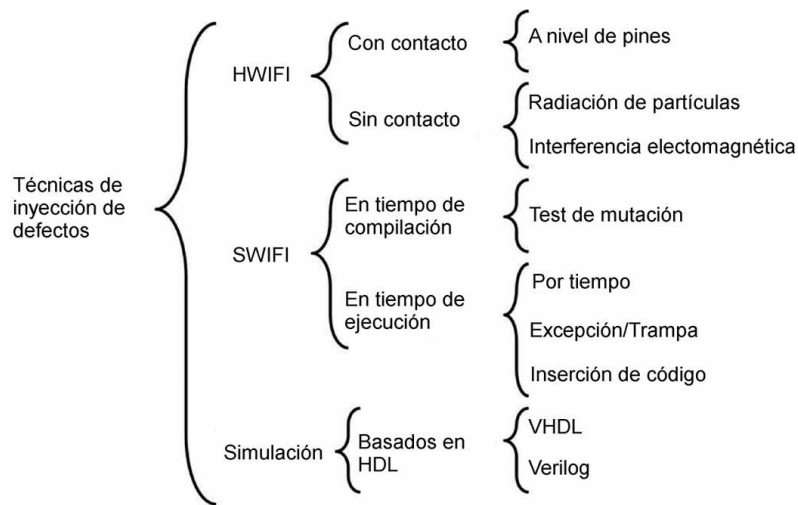 Técnicas de
inyección de
defectos
HWIFI
Con contacto
A nivel de pines
Sin contacto
Radiación de partículas
Interferencia electomagnética
SWIFI
En tiempo de
compilación
Test de mutación
En tiempo de
ejecución
Por tiempo
Excepción/Trampa
Inserción de código
Simulación
Basados en
HDL
VHDL
Verilog